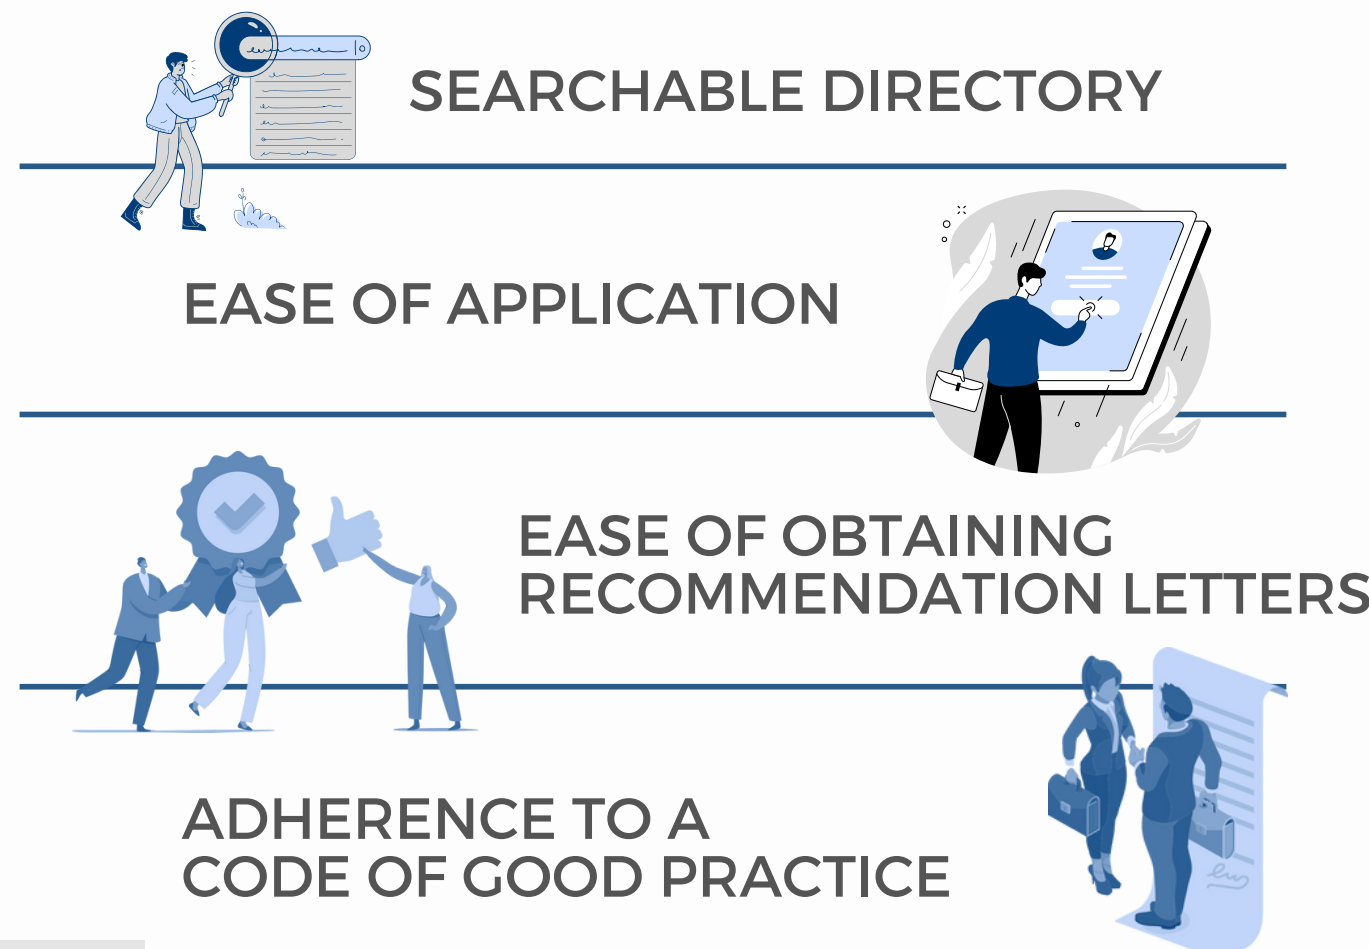 SEARCHABLE DIRECTORY
EASE OF APPLICATION
EASE OF OBTAINING
RECOMMENDATION LETTERS
ADHERENCE TO A
CODE OF GOOD PRACTICE